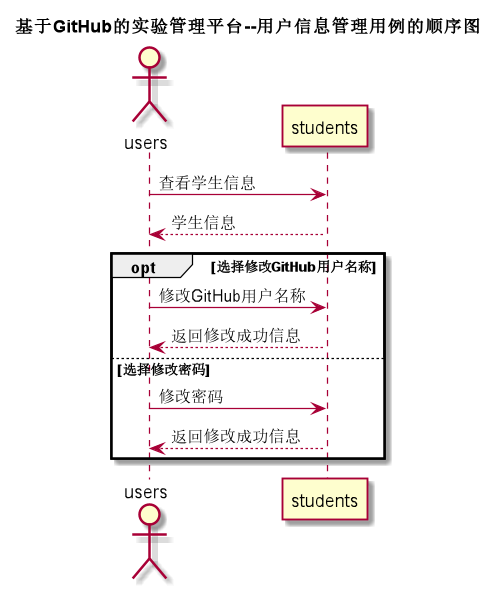 基于GitHub的实验管理平台--用户信息管理用例的顺序图
users
students
查看学生信息
学生信息
opt [选择修改GitHub用户名称]
修改GitHub用户名称
返回修改成功信息
[选择修改密码]
修改密码
返回修改成功信息
users
students